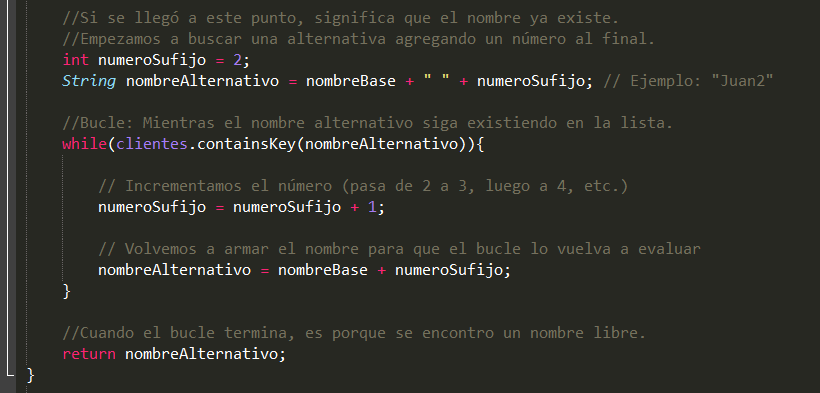 //Si se llegó a este punto, significa que el nombre ya existe.
//Empezamos a buscar una alternativa agregando un número al final.
int numeroSufijo = 2;
String nombreAlternativo = nombreBase + " " + numeroSufijo; // Ejemplo: "Juan2"
//Bucle: Mientras el nombre alternativo siga existiendo en la lista.
while(clientes.containsKey(nombreAlternativo)){
// Incrementamos el número (pasa de 2 a 3, luego a 4, etc.)
numeroSufijo = numeroSufijo + 1;
// Volvemos a armar el nombre para que el bucle lo vuelva a evaluar
nombreAlternativo = nombreBase + numeroSufijo;
}
//Cuando el bucle termina, es porque se encontro un nombre libre.
return nombreAlternativo;
}